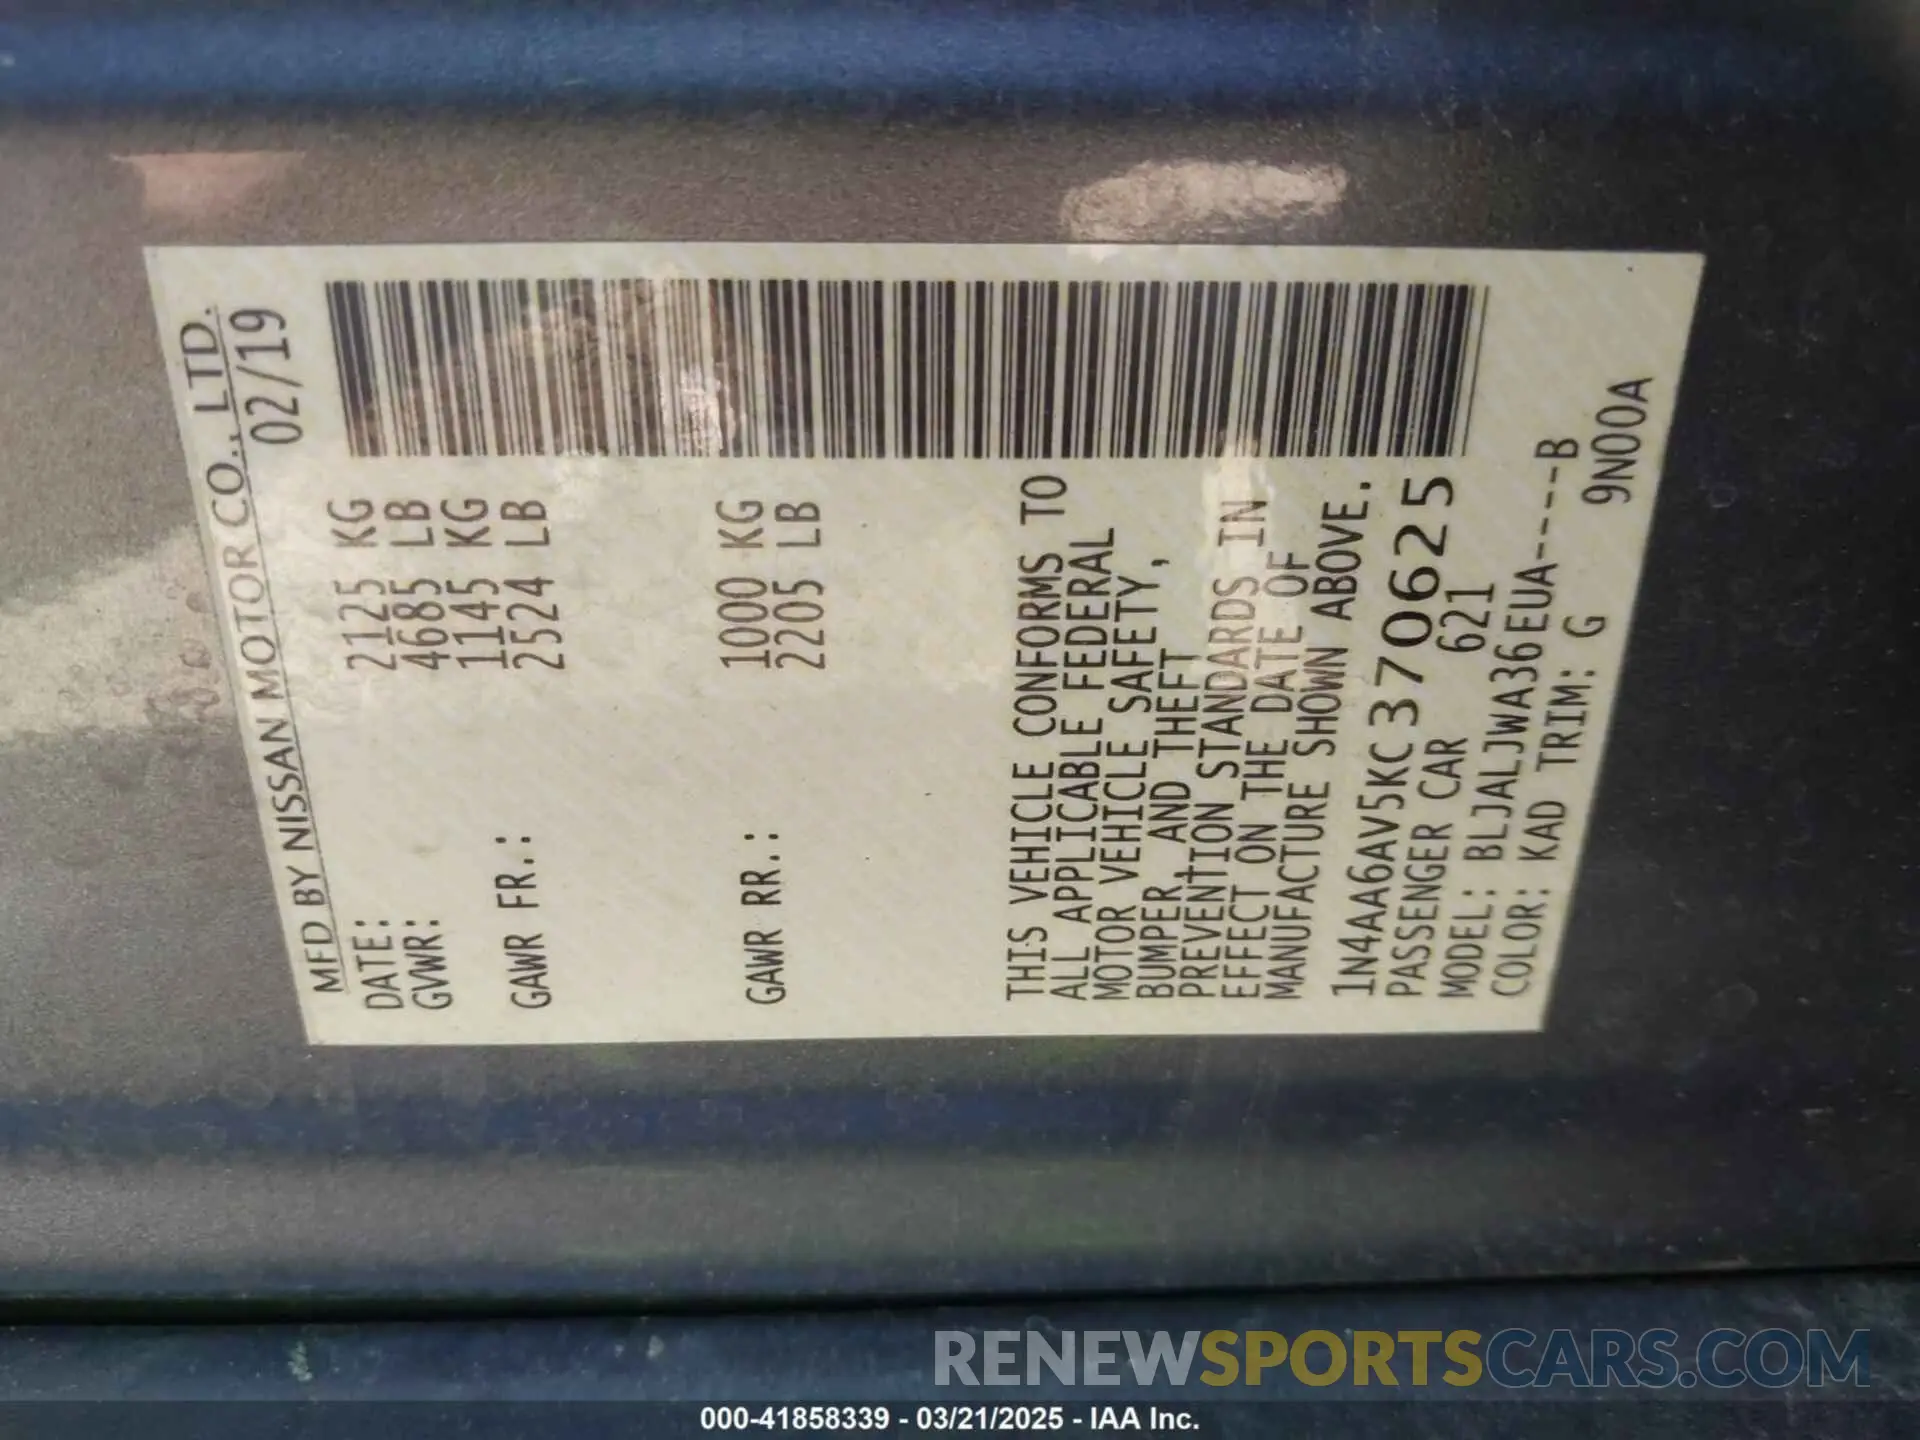 MFD BY NISSAN MOTOR CO., LTD.
DATE: 02/19
GVWR: 2125 KG
4685 LB
GAWR FR.: 1145 KG
2524 LB
GAWR RR.: 1000 KG
2205 LB
THIS VEHICLE CONFORMS TO
ALL APPLICABLE FEDERAL
MOTOR VEHICLE SAFETY,
BUMPER, AND THEFT
PREVENTION STANDARDS IN
EFFECT ON THE DATE OF
MANUFACTURE SHOWN ABOVE.
1N4AA6AV5KC370625
PASSENGER CAR 621
MODEL: BLJALJWA36EUA----B
COLOR: KAD TRIM: G 9N00A
RENEWSPORTSCARS.COM
000-41858339 - 03/21/2025 - IAA Inc.